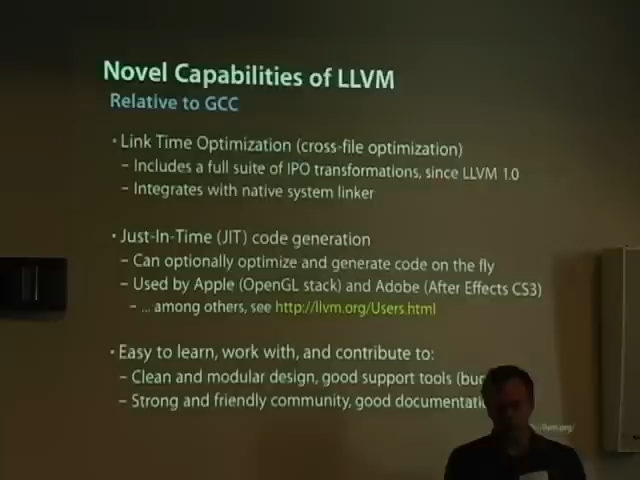 Novel Capabilities of LLVM
Relative to GCC
• Link Time Optimization (cross-file optimization)
– Includes a full suite of IPO transformations, since LLVM 1.0
– Integrates with native system linker
• Just-In-Time (JIT) code generation
– Can optionally optimize and generate code on the fly
– Used by Apple (OpenGL stack) and Adobe (After Effects CS3)
– ... among others, see http://llvm.org/Users.html
• Easy to learn, work with, and contribute to:
– Clean and modular design, good support tools (bu
– Strong and friendly community, good documentati
llvm.org/